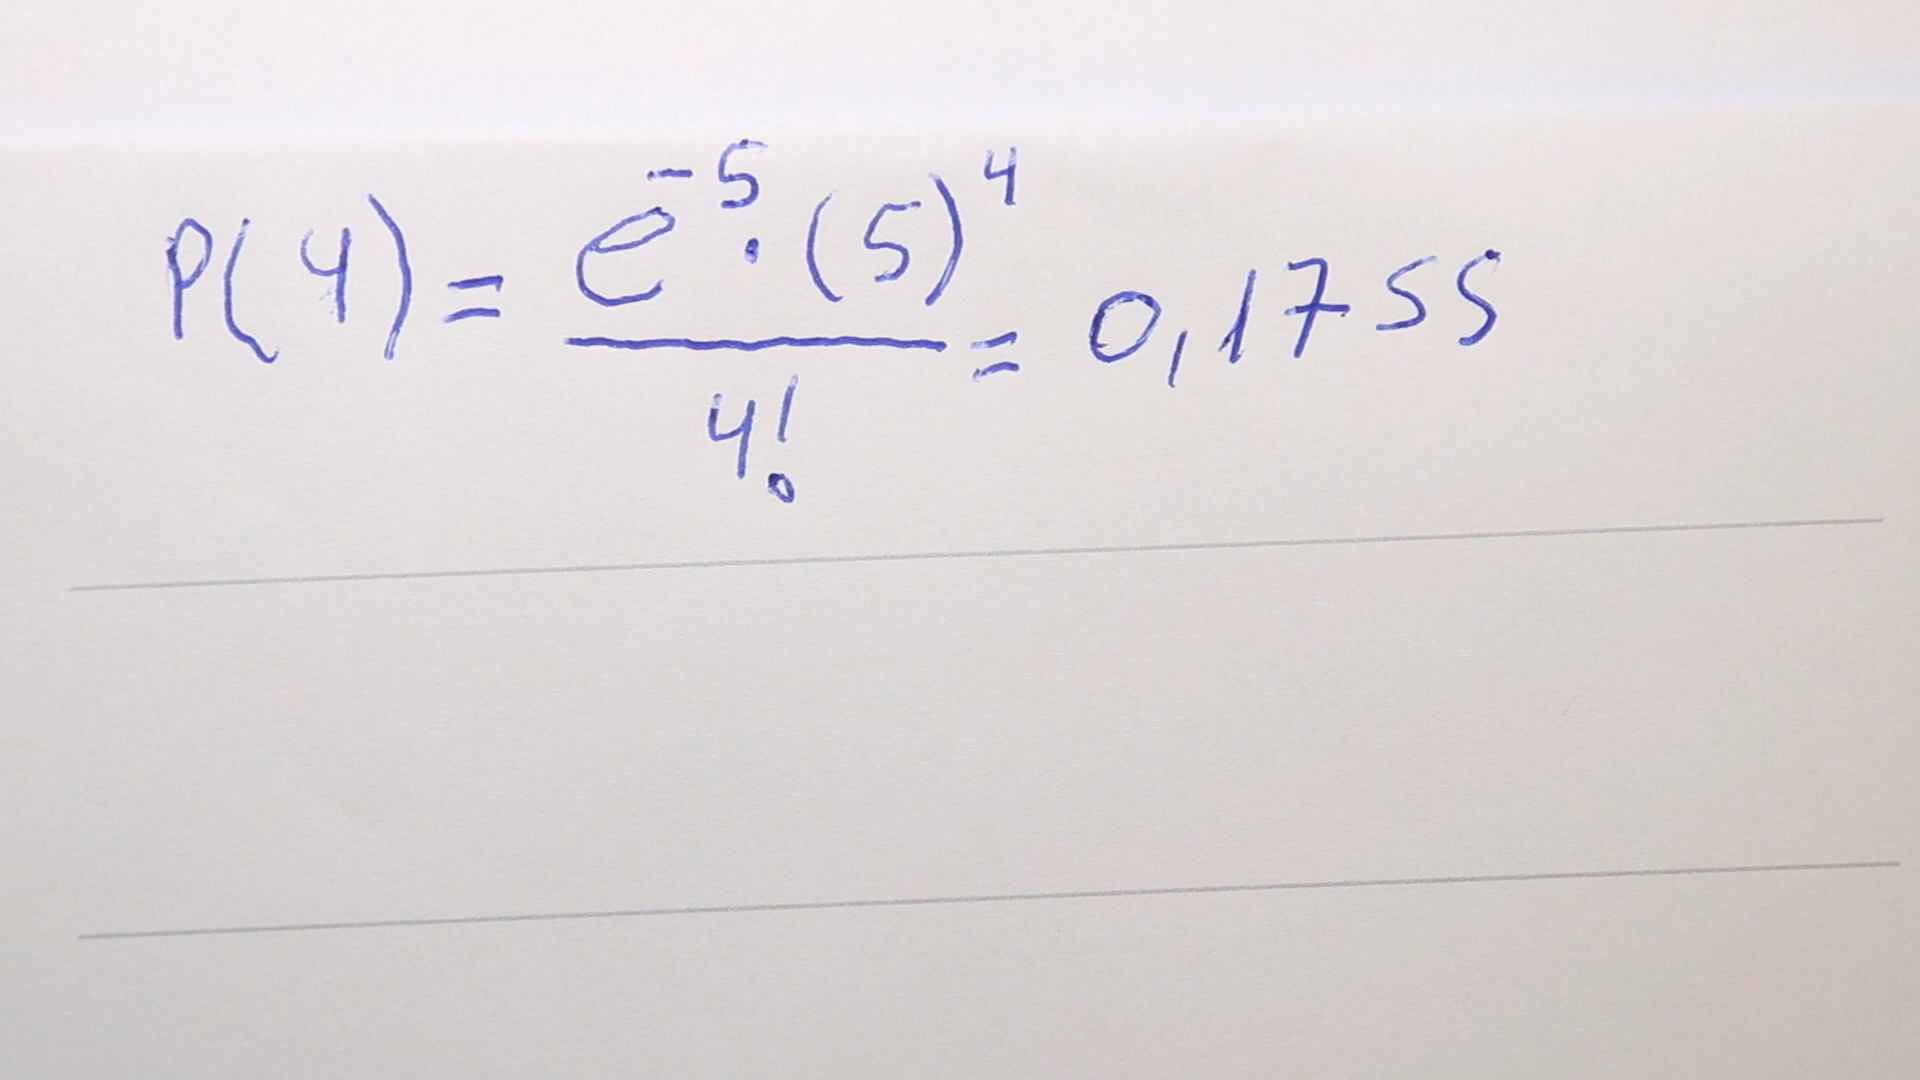 P(4) = e^-5 · (5)^4 / 4! = 0,1755